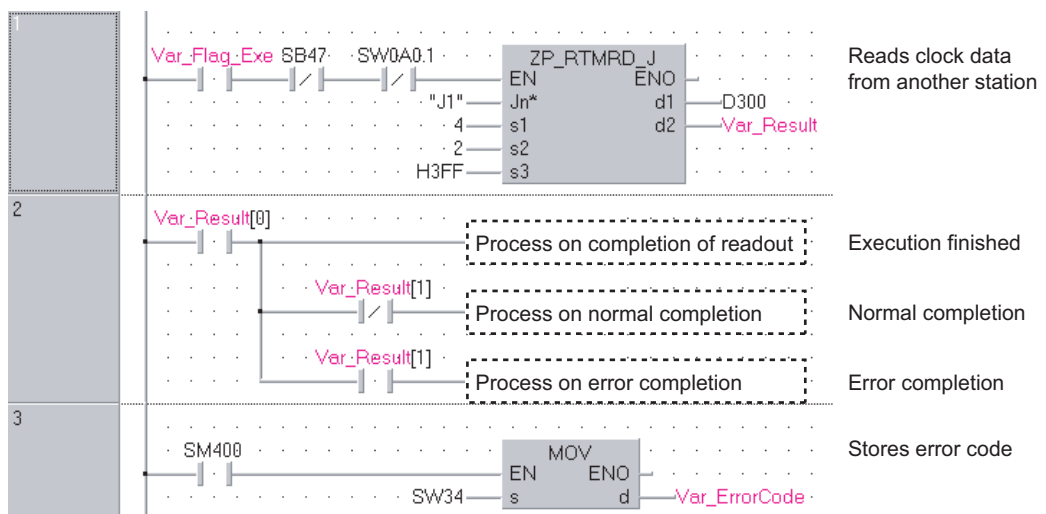 1
Var_Flag_Exe SB47 SW0A0.1 ZP_RTMRD_J Reads clock data
EN ENO from another station
"J1" Jn* d1 D300
4 s1 d2 Var_Result
2 s2
H3FF s3
2
Var_Result[0]
Process on completion of readout Execution finished
Var_Result[1]
Process on normal completion Normal completion
Var_Result[1]
Process on error completion Error completion
3
SM400 MOV Stores error code
EN ENO
SW34 s d Var_ErrorCode